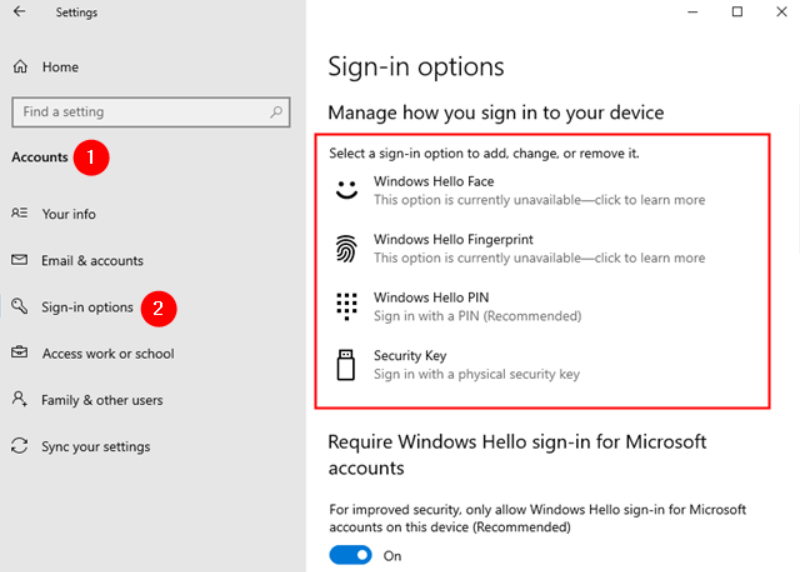 Settings
Home
Find a setting
Accounts 1
Your info
Email & accounts
Sign-in options 2
Access work or school
Family & other users
Sync your settings
Sign-in options
Manage how you sign in to your device
Select a sign-in option to add, change, or remove it.
Windows Hello Face
This option is currently unavailable—click to learn more
Windows Hello Fingerprint
This option is currently unavailable—click to learn more
Windows Hello PIN
Sign in with a PIN (Recommended)
Security Key
Sign in with a physical security key
Require Windows Hello sign-in for Microsoft
accounts
For improved security, only allow Windows Hello sign-in for Microsoft
accounts on this device (Recommended)
On